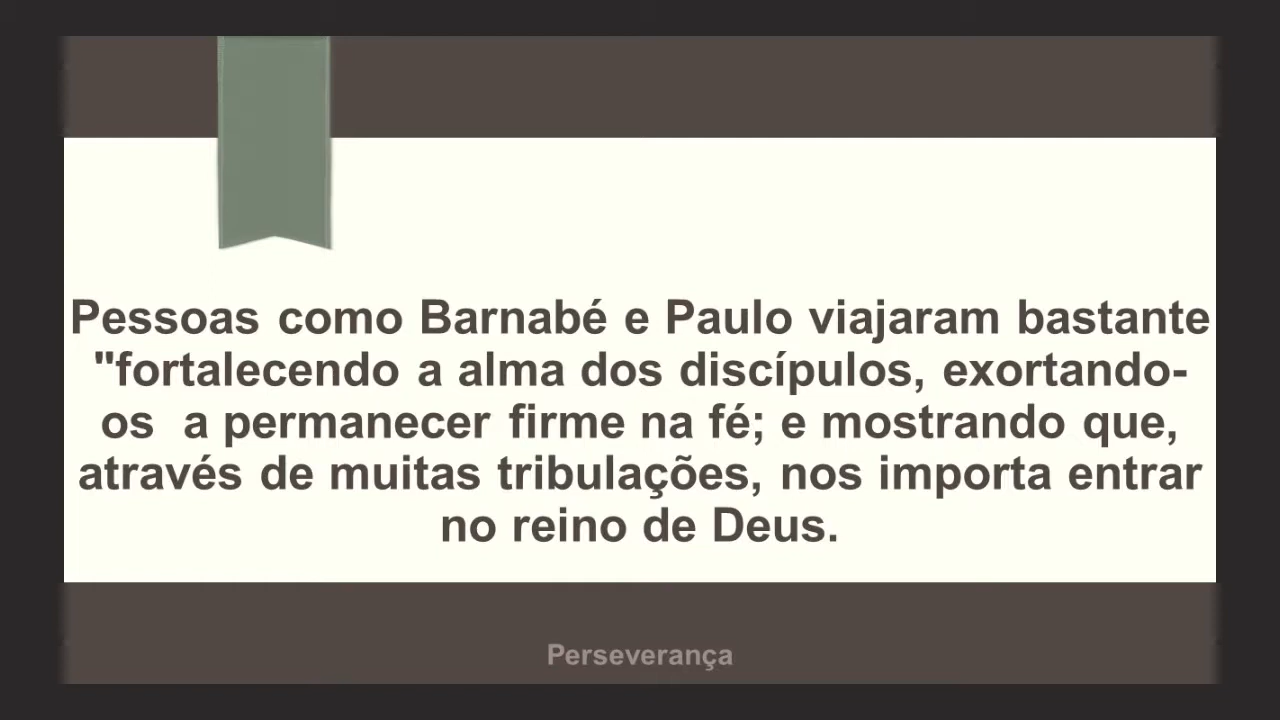 Pessoas como Barnabé e Paulo viajaram bastante
"fortalecendo a alma dos discípulos, exortando-
os  a permanecer firme na fé; e mostrando que,
através de muitas tribulações, nos importa entrar
no reino de Deus.
Perseverança